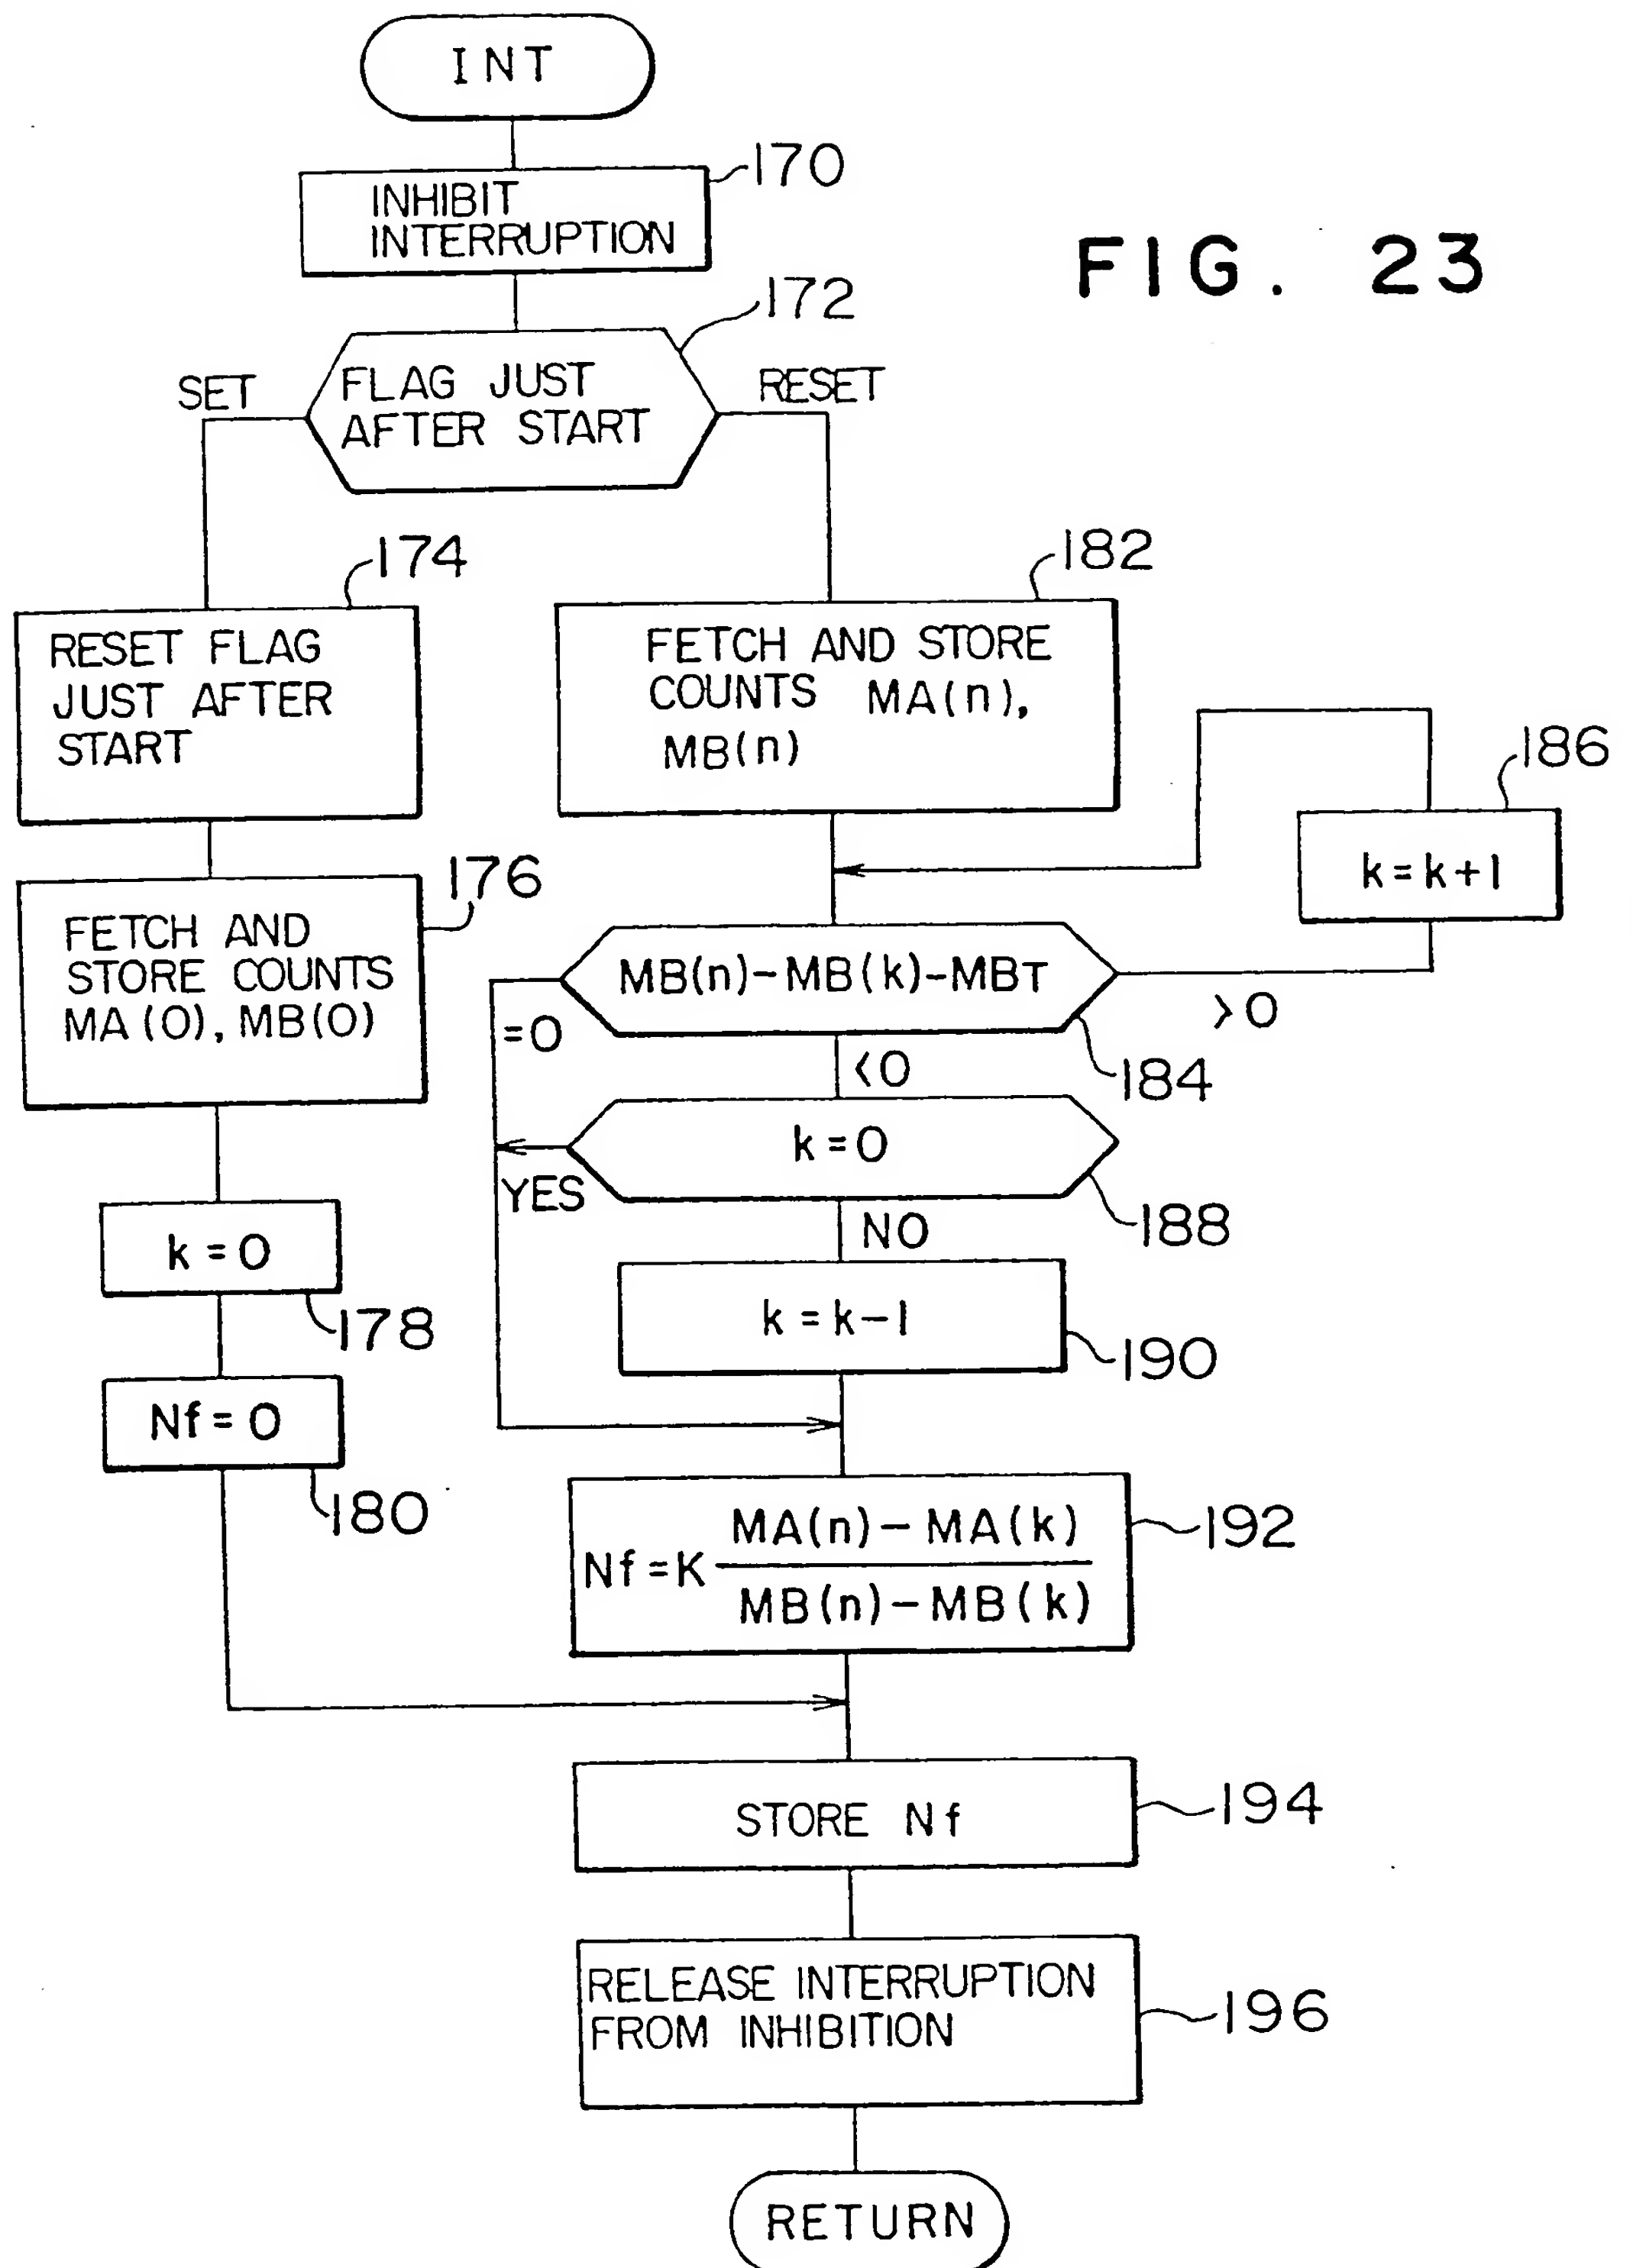 INT
170
INHIBIT
INTERRUPTION
FIG. 23
172
SET
FLAG JUST
AFTER START
RESET
174
RESET FLAG
JUST AFTER
START
182
FETCH AND STORE
COUNTS MA(n),
MB(n)
186
k=k+1
176
FETCH AND
STORE COUNTS
MA(0), MB(0)
MB(n)-MB(k)-MBT
=0
>0
<0
184
k=0
YES
NO
188
k=0
178
k=k-1
190
Nf=0
180
Nf=K MA(n)-MA(k)
MB(n)-MB(k)
192
STORE Nf
194
RELEASE INTERRUPTION
FROM INHIBITION
196
RETURN